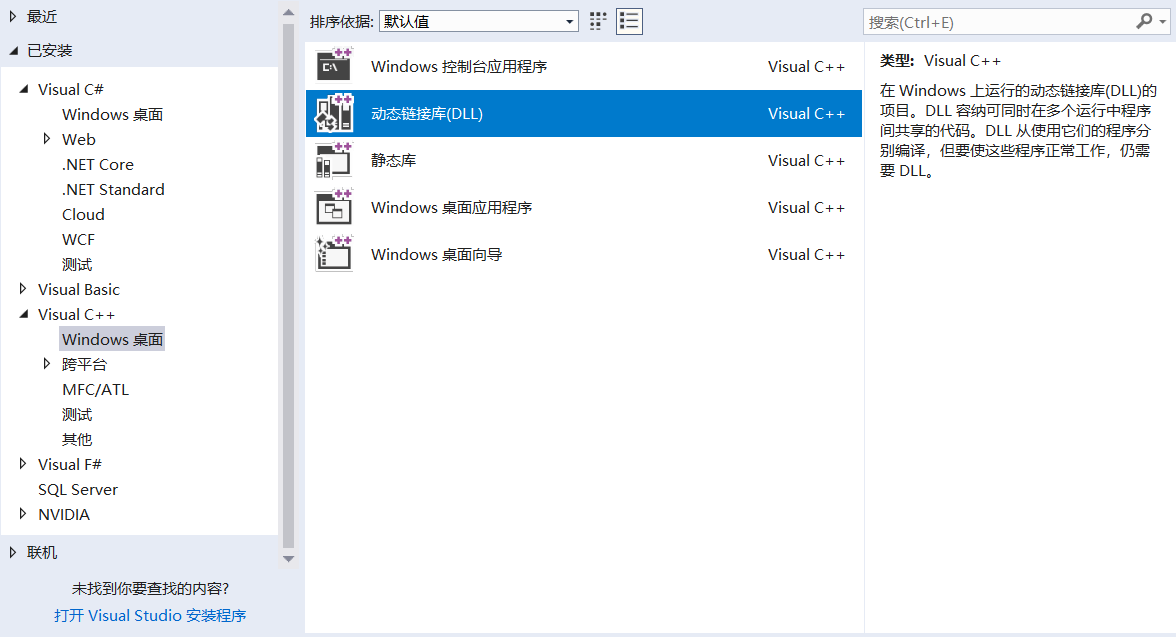 最近
已安装
Visual C#
Windows 桌面
Web
.NET Core
.NET Standard
Cloud
WCF
测试
Visual Basic
Visual C++
Windows 桌面
跨平台
MFC/ATL
测试
其他
Visual F#
SQL Server
NVIDIA
联机
未找到你要查找的内容?
打开 Visual Studio 安装程序
排序依据: 默认值
Windows 控制台应用程序 Visual C++
动态链接库(DLL) Visual C++
静态库 Visual C++
Windows 桌面应用程序 Visual C++
Windows 桌面向导 Visual C++
搜索(Ctrl+E)
类型: Visual C++
在 Windows 上运行的动态链接库(DLL)的
项目。DLL 容纳可同时在多个运行中程序
间共享的代码。DLL 从使用它们的程序分
别编译，但要使这些程序正常工作，仍需
要 DLL。